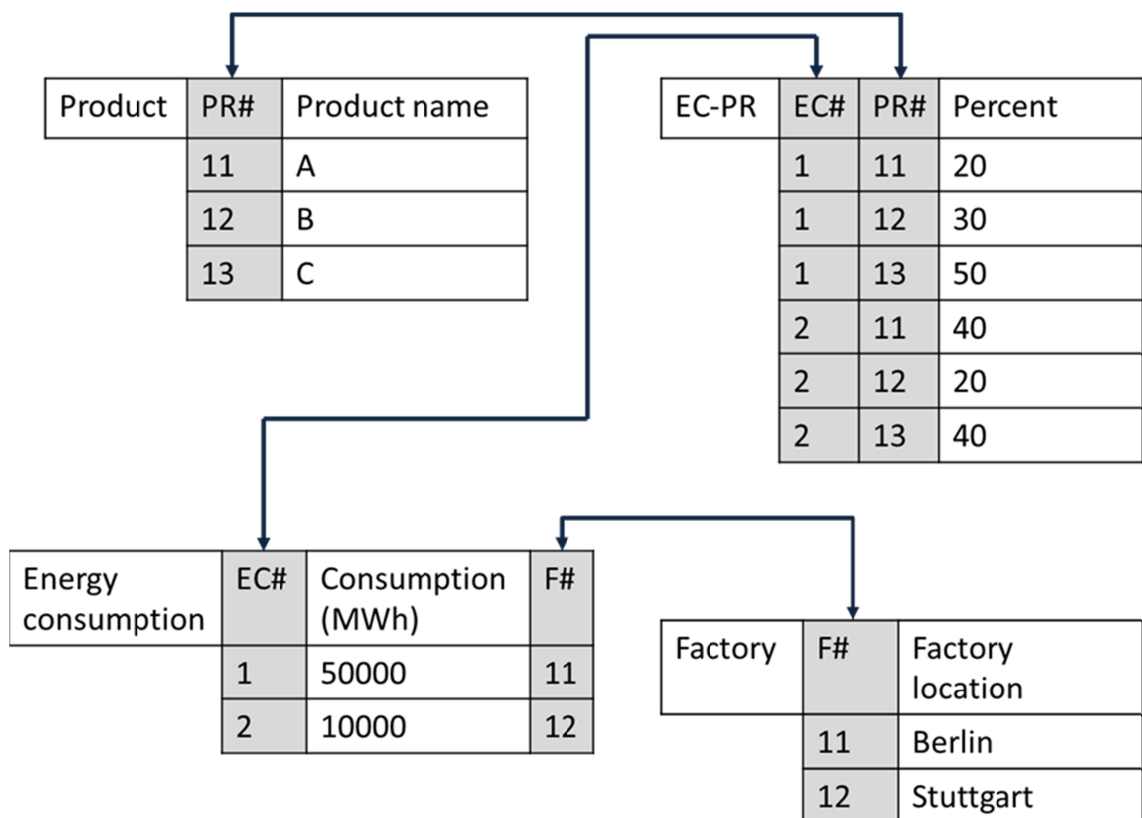 Product PR# Product name
11 A
12 B
13 C
EC-PR EC# PR# Percent
1 11 20
1 12 30
1 13 50
2 11 40
2 12 20
2 13 40
Energy consumption EC# Consumption (MWh) F#
1 50000 11
2 10000 12
Factory F# Factory location
11 Berlin
12 Stuttgart